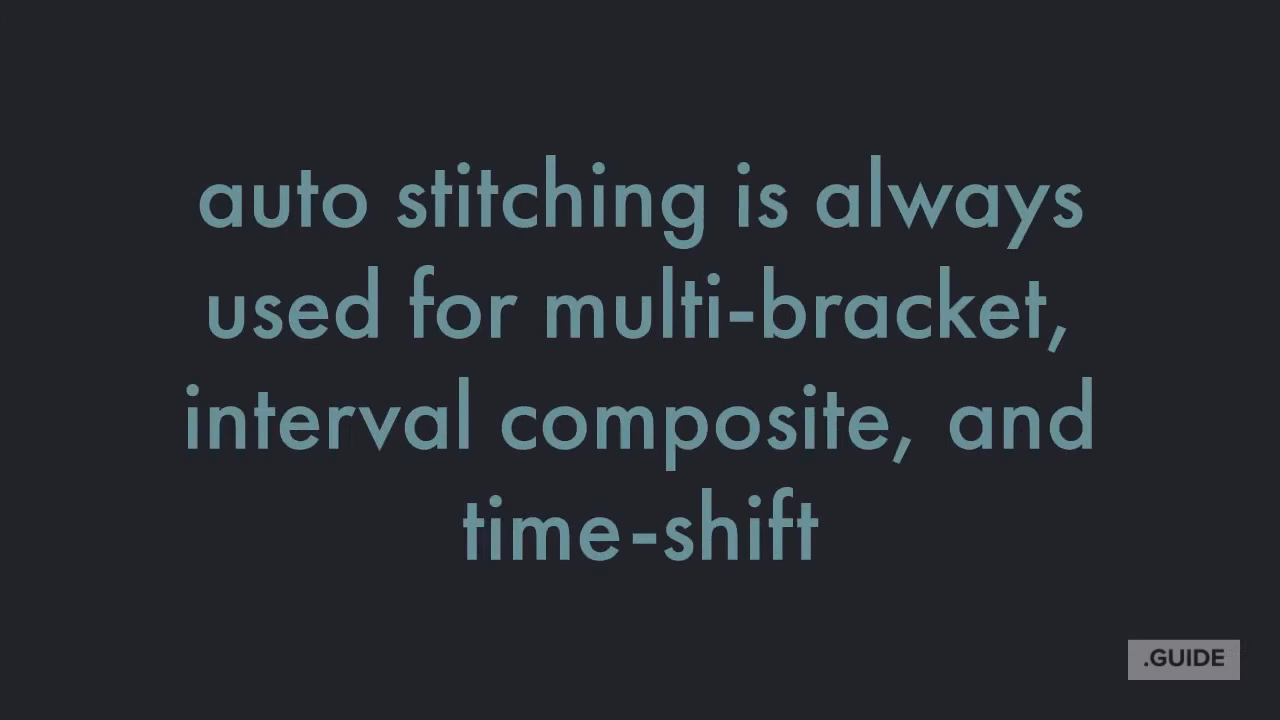 auto stitching is always
used for multi-bracket,
interval composite, and
time-shift
.GUIDE